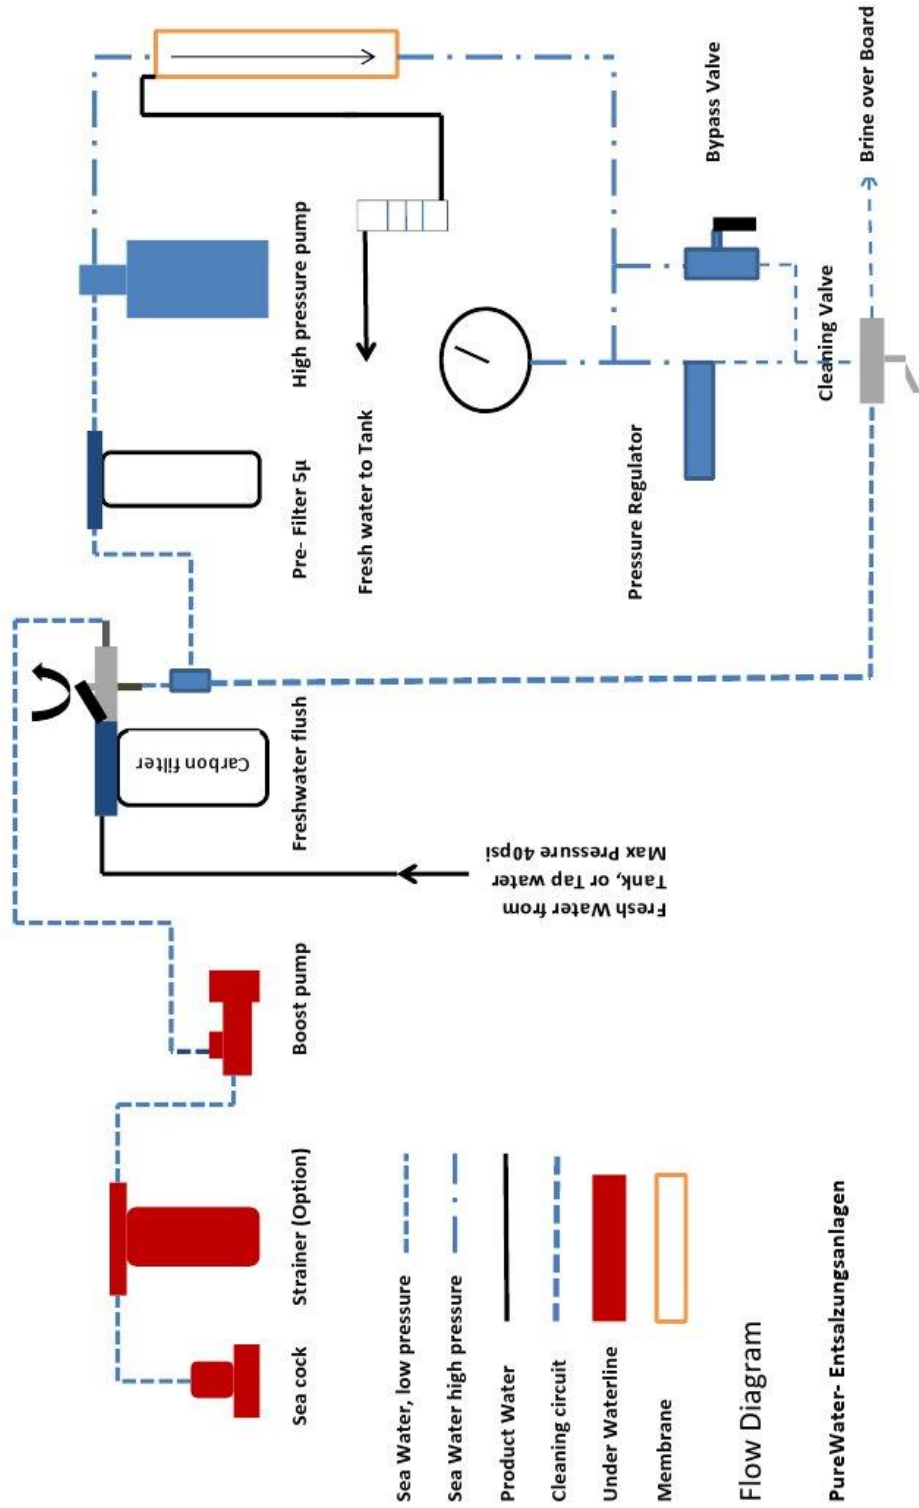 Carbon filter
Sea cock
Strainer (Option)
Boost pump
Freshwater flush
Pre- Filter 5µ
High pressure pump
Fresh Water from
Tank, or Tap water
Max Pressure 40psi
Fresh water to Tank
Sea Water, low pressure
Sea Water high pressure
Product Water
Cleaning circuit
Under Waterline
Membrane
Pressure Regulator
Bypass Valve
Cleaning Valve
Brine over Board
Flow Diagram
PureWater- Entsalzungsanlagen